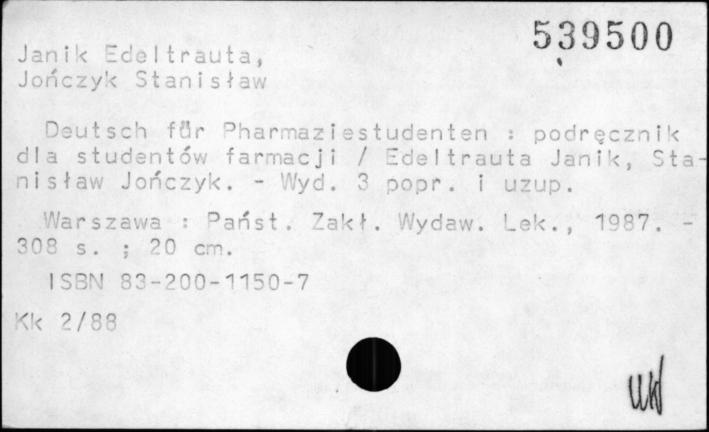 539500
Janik Edeltrauta,
Jończyk Stanisław
Deutsch für Pharmaziestudenten : podręcznik
dla studentów farmacji / Edeltrauta Janik, Sta-
nisław Jończyk. - Wyd. 3 popr. i uzup.
Warszawa : Państ. Zakł. Wydaw. Lek., 1987. -
308 s. ; 20 cm.
ISBN 83-200-1150-7
Kk 2/88